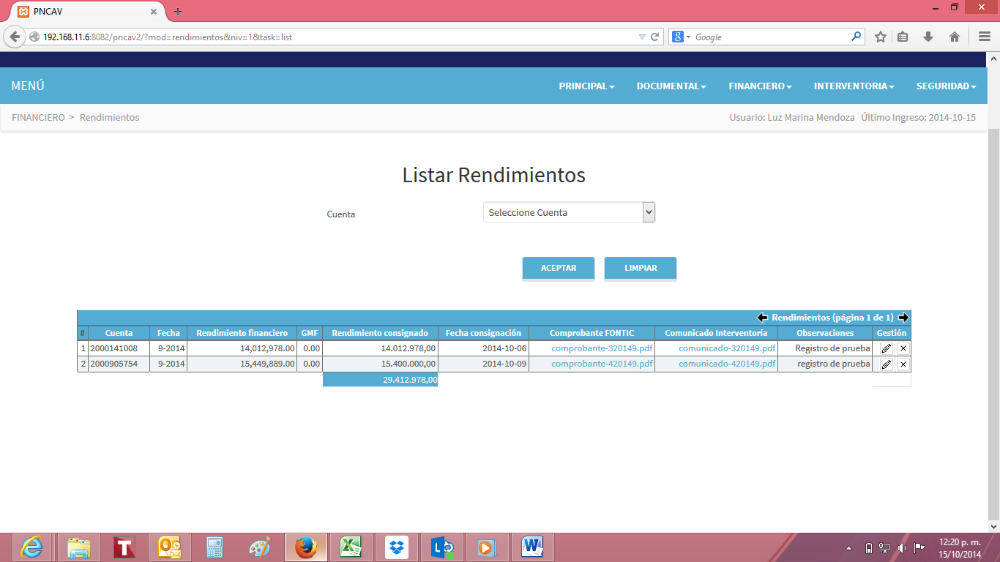 PNCAV
192.168.11.6:8082/pncav2/?mod=rendimientos&niv=1&task=list
Google
MENÚ PRINCIPAL DOCUMENTAL FINANCIERO INTERVENTORIA SEGURIDAD
FINANCIERO > Rendimientos Usuario: Luz Marina Mendoza Último Ingreso: 2014-10-15
Listar Rendimientos
Cuenta Seleccione Cuenta
ACEPTAR LIMPIAR
Rendimientos (página 1 de 1)
# Cuenta Fecha Rendimiento financiero GMF Rendimiento consignado Fecha consignación Comprobante FONTIC Comunicado Interventoría Observaciones Gestión
1 2000141008 9-2014 14,012,978.00 0.00 14.012.978,00 2014-10-06 comprobante-320149.pdf comunicado-320149.pdf Registro de prueba
2 2000905754 9-2014 15,449,889.00 0.00 15.400.000,00 2014-10-09 comprobante-420149.pdf comunicado-420149.pdf registro de prueba
29.412.978,00
12:20 p. m.
15/10/2014